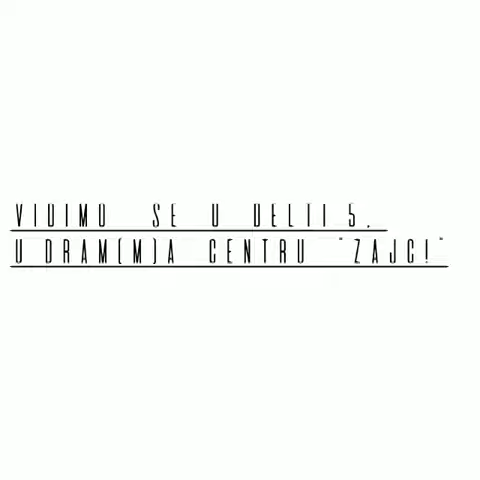 VIDIMO SE U DELTI 5.
U DRAM(M)A CENTRU "ZAJC!"